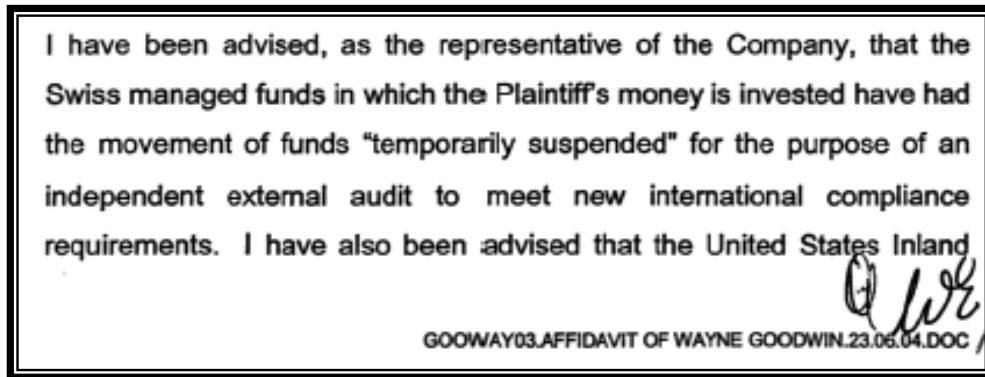 I have been advised, as the representative of the Company, that the
Swiss managed funds in which the Plaintiff's money is invested have had
the movement of funds “temporarily suspended” for the purpose of an
independent external audit to meet new international compliance
requirements. I have also been advised that the United States Inland
GOOWAY03.AFFIDAVIT OF WAYNE GOODWIN.23.06.04.DOC /